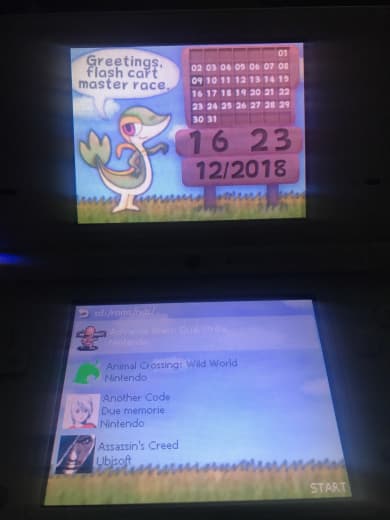 Greetings,
flash cart
master race.
01
02 03 04 05 06 07 08
09 10 11 12 13 14 15
16 17 18 19 20 21 22
23 24 25 26 27 28 29
30 31
16 23
12/2018
Nintendo
Animal Crossing: Wild World
Nintendo
Another Code
Due memorie
Nintendo
Assassin's Creed
Ubisoft
START